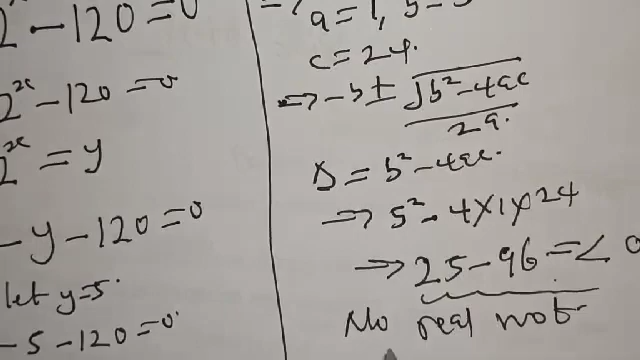 2 - 120 = 0
2^x - 120 = 0
2^x = y
- y - 120 = 0
let y = 5.
- 5 - 120 = 0
a = 1, b = 5
c = 24.
⇒ -b ± √b² - 4ac
2a.
D = b² - 4ac.
⇒ 5² - 4×1×24
⇒ 25 - 96 = < 0
No real